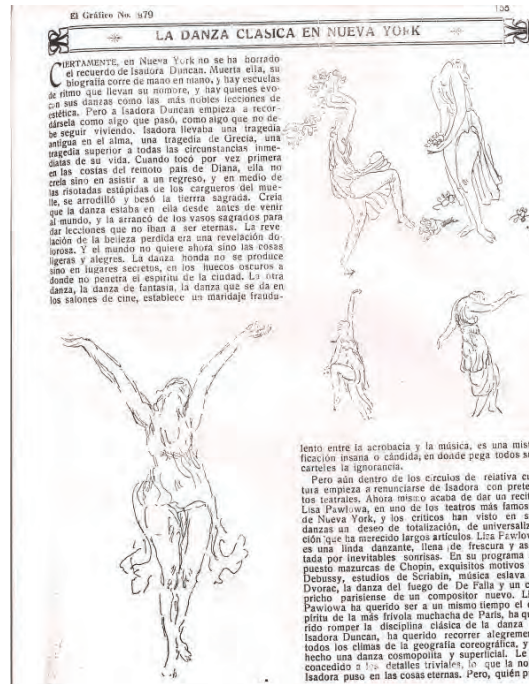 El Gráfico No. 979
158
LA DANZA CLASICA EN NUEVA YORK
CIERTAMENTE, en Nueva York no se ha borrado
el recuerdo de Isadora Duncan. Muerta ella, su
biografía corre de mano en mano, y hay escuelas
de ritmo que llevan su nombre, y hay quienes evo-
can sus danzas como las más nobles lecciones de
estética. Pero a Isadora Duncan empieza a recor-
dársela como algo que pasó, como algo que no de-
be seguir viviendo. Isadora llevaba una tragedia
antigua en el alma, una tragedia de Grecia, una
tragedia superior a todas las circunstancias inme-
diatas de su vida. Cuando tocó por vez primera
en las costas del remoto país de Diana, ella no
creía sino en asistir a un regreso, y en medio de
las risotadas estúpidas de los cargueros del mue-
lle, se arrodilló y besó la tierrra sagrada. Creía
que la danza estaba en ella desde antes de venir
al mundo, y la arrancó de los vasos sagrados para
dar lecciones que no iban a ser eternas. La reve
lación de la belleza perdida era una revelación do-
lorosa. Y el mundo no quiere ahora sino las cosas
ligeras y alegres. La danza honda no se produce
sino en lugares secretos, en los huecos oscuros a
donde no penetra el espíritu de la ciudad. La otra
danza, la danza de fantasía, la danza que se da en
los salones de cine, establece un maridaje fraudu-
lento entre la acrobacia y la música, es una mist
ficación insana o cándida, en donde pega todos su
carteles la ignorancia.
Pero aún dentro de los círculos de relativa cu
tura empieza a renunciarse de Isadora con prete
tos teatrales. Ahora mismo acaba de dar un recit
Lisa Pawlowa, en uno de los teatros más famos
de Nueva York, y los críticos han visto en s
danzas un deseo de totalización, de universaliz
ción que ha merecido largos artículos. Liza Pawlow
es una linda danzante, llena de frescura y as
tada por inevitables sonrisas. En su programa
puesto mazurcas de Chopin, exquisitos motivos
Debussy, estudios de Scriabin, música eslava
Dvorac, la danza del fuego de De Falla y un c
pricho parisiense de un compositor nuevo. Li
Pawlowa ha querido ser a un mismo tiempo el e
píritu de la más frívola muchacha de París, ha qu
rido romper la disciplina clásica de la danza
Isadora Duncan, ha querido recorrer alegremen
todos los climas de la geografía coreográfica, y
hecho una danza cosmopolita y superficial. Le
concedido a los detalles triviales, lo que la no
Isadora puso en las cosas eternas. Pero, quién p